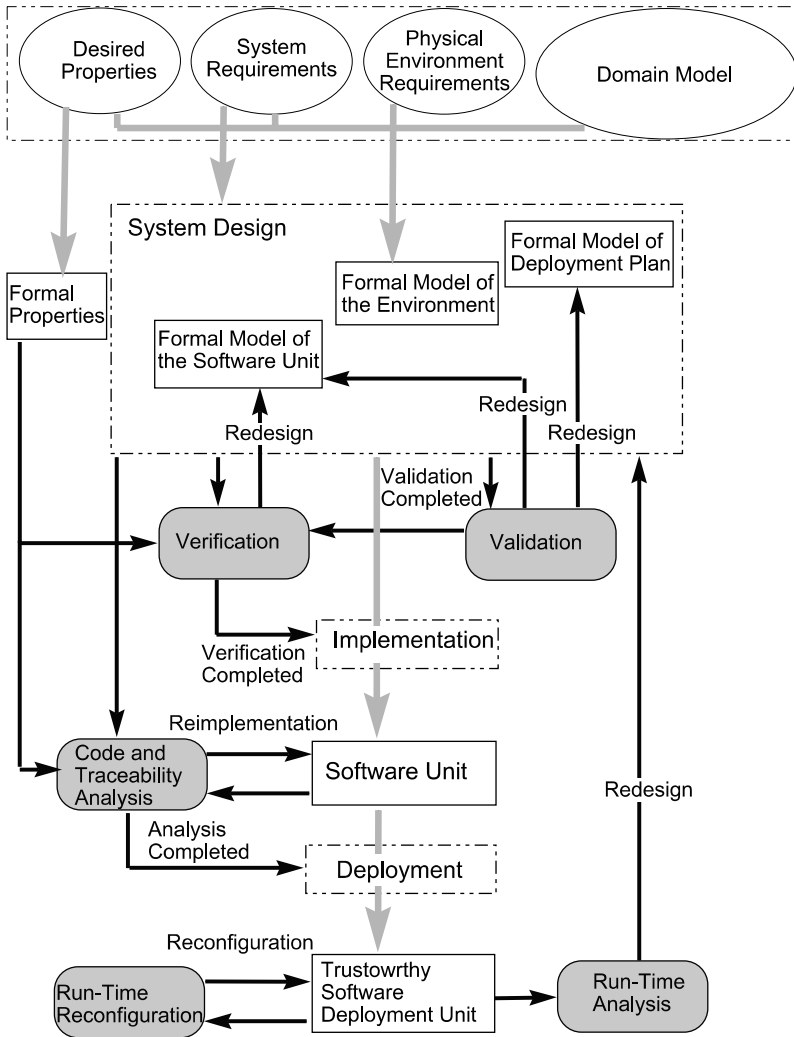 Desired
Properties
System
Requirements
Physical
Environment
Requirements
Domain Model
System Design
Formal Model of
Deployment Plan
Formal
Properties
Formal Model of
the Environment
Formal Model of
the Software Unit
Redesign
Redesign
Redesign
Validation
Completed
Verification
Validation
Implementation
Verification
Completed
Reimplementation
Code and
Traceability
Analysis
Software Unit
Redesign
Analysis
Completed
Deployment
Reconfiguration
Run-Time
Reconfiguration
Trustowrthy
Software
Deployment Unit
Run-Time
Analysis